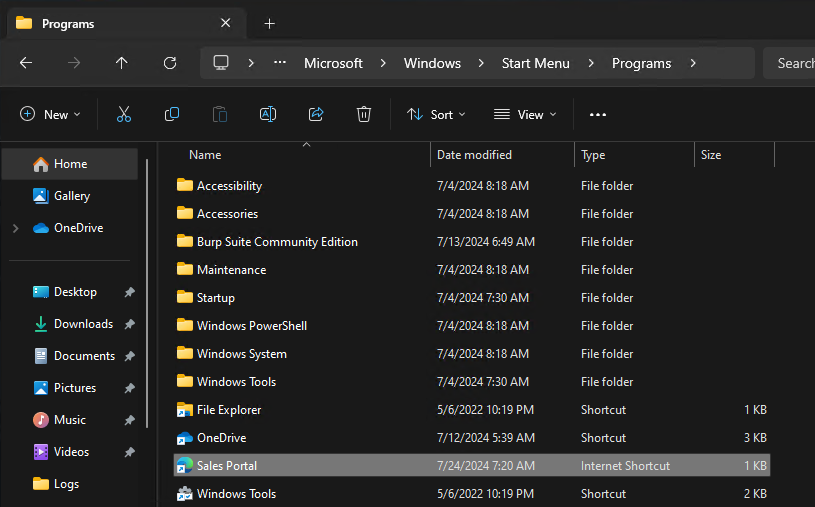 Programs
Microsoft Windows Start Menu Programs Search
New Sort View
Name Date modified Type Size
Home
Gallery
OneDrive
Desktop
Downloads
Documents
Pictures
Music
Videos
Logs
Accessibility 7/4/2024 8:18 AM File folder
Accessories 7/4/2024 8:18 AM File folder
Burp Suite Community Edition 7/13/2024 6:49 AM File folder
Maintenance 7/4/2024 8:18 AM File folder
Startup 7/4/2024 7:30 AM File folder
Windows PowerShell 7/4/2024 8:18 AM File folder
Windows System 7/4/2024 8:18 AM File folder
Windows Tools 7/4/2024 7:30 AM File folder
File Explorer 5/6/2022 10:19 PM Shortcut 1 KB
OneDrive 7/12/2024 5:39 AM Shortcut 3 KB
Sales Portal 7/24/2024 7:20 AM Internet Shortcut 1 KB
Windows Tools 5/6/2022 10:19 PM Shortcut 2 KB